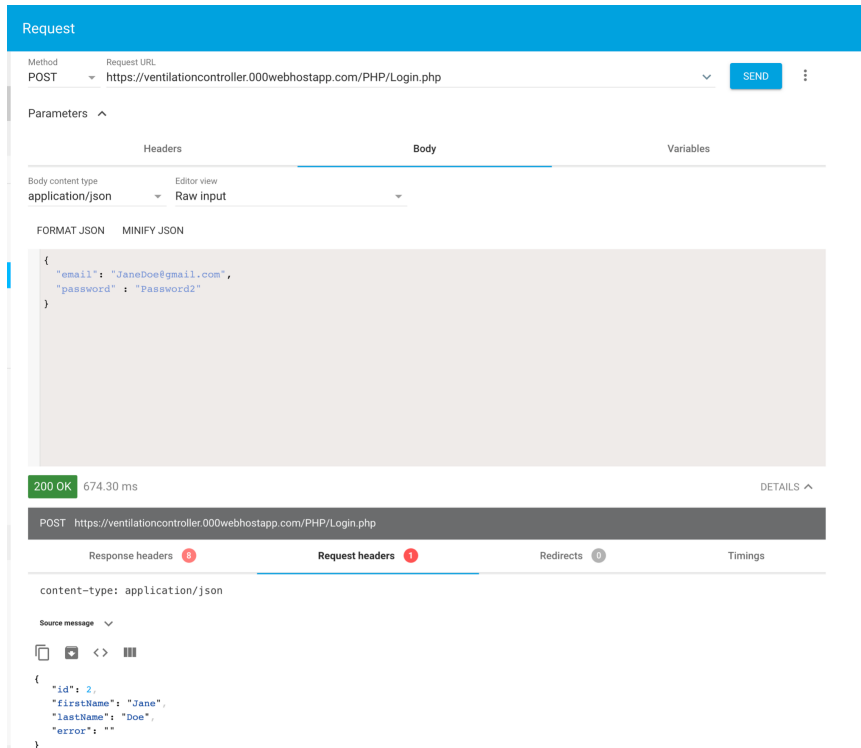 Request
Method Request URL
POST https://ventilationcontroller.000webhostapp.com/PHP/Login.php SEND
Parameters
Headers Body Variables
Body content type Editor view
application/json Raw input
FORMAT JSON MINIFY JSON
{
"email": "JaneDoe@gmail.com",
"password" : "Password2"
}
200 OK 674.30 ms DETAILS
POST https://ventilationcontroller.000webhostapp.com/PHP/Login.php
Response headers 8 Request headers 1 Redirects 0 Timings
content-type: application/json
Source message
{
"id": 2,
"firstName": "Jane",
"lastName": "Doe",
"error": ""
}